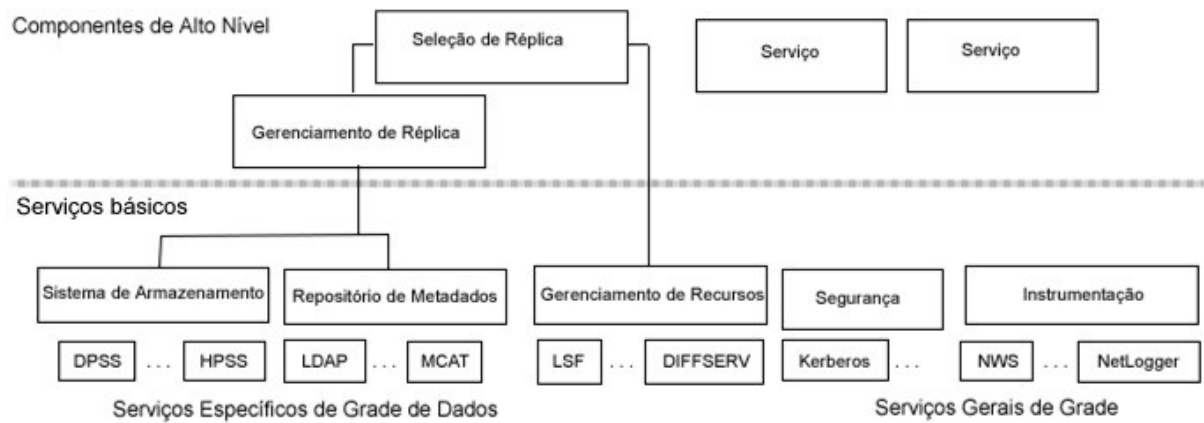 Componentes de Alto Nível
Seleção de Réplica
Serviço
Serviço
Gerenciamento de Réplica
Serviços básicos
Sistema de Armazenamento
Repositório de Metadados
Gerenciamento de Recursos
Segurança
Instrumentação
DPSS ... HPSS
LDAP ... MCAT
LSF ... DIFFSERV
Kerberos ...
NWS ... NetLogger
Serviços Específicos de Grade de Dados
Serviços Gerais de Grade